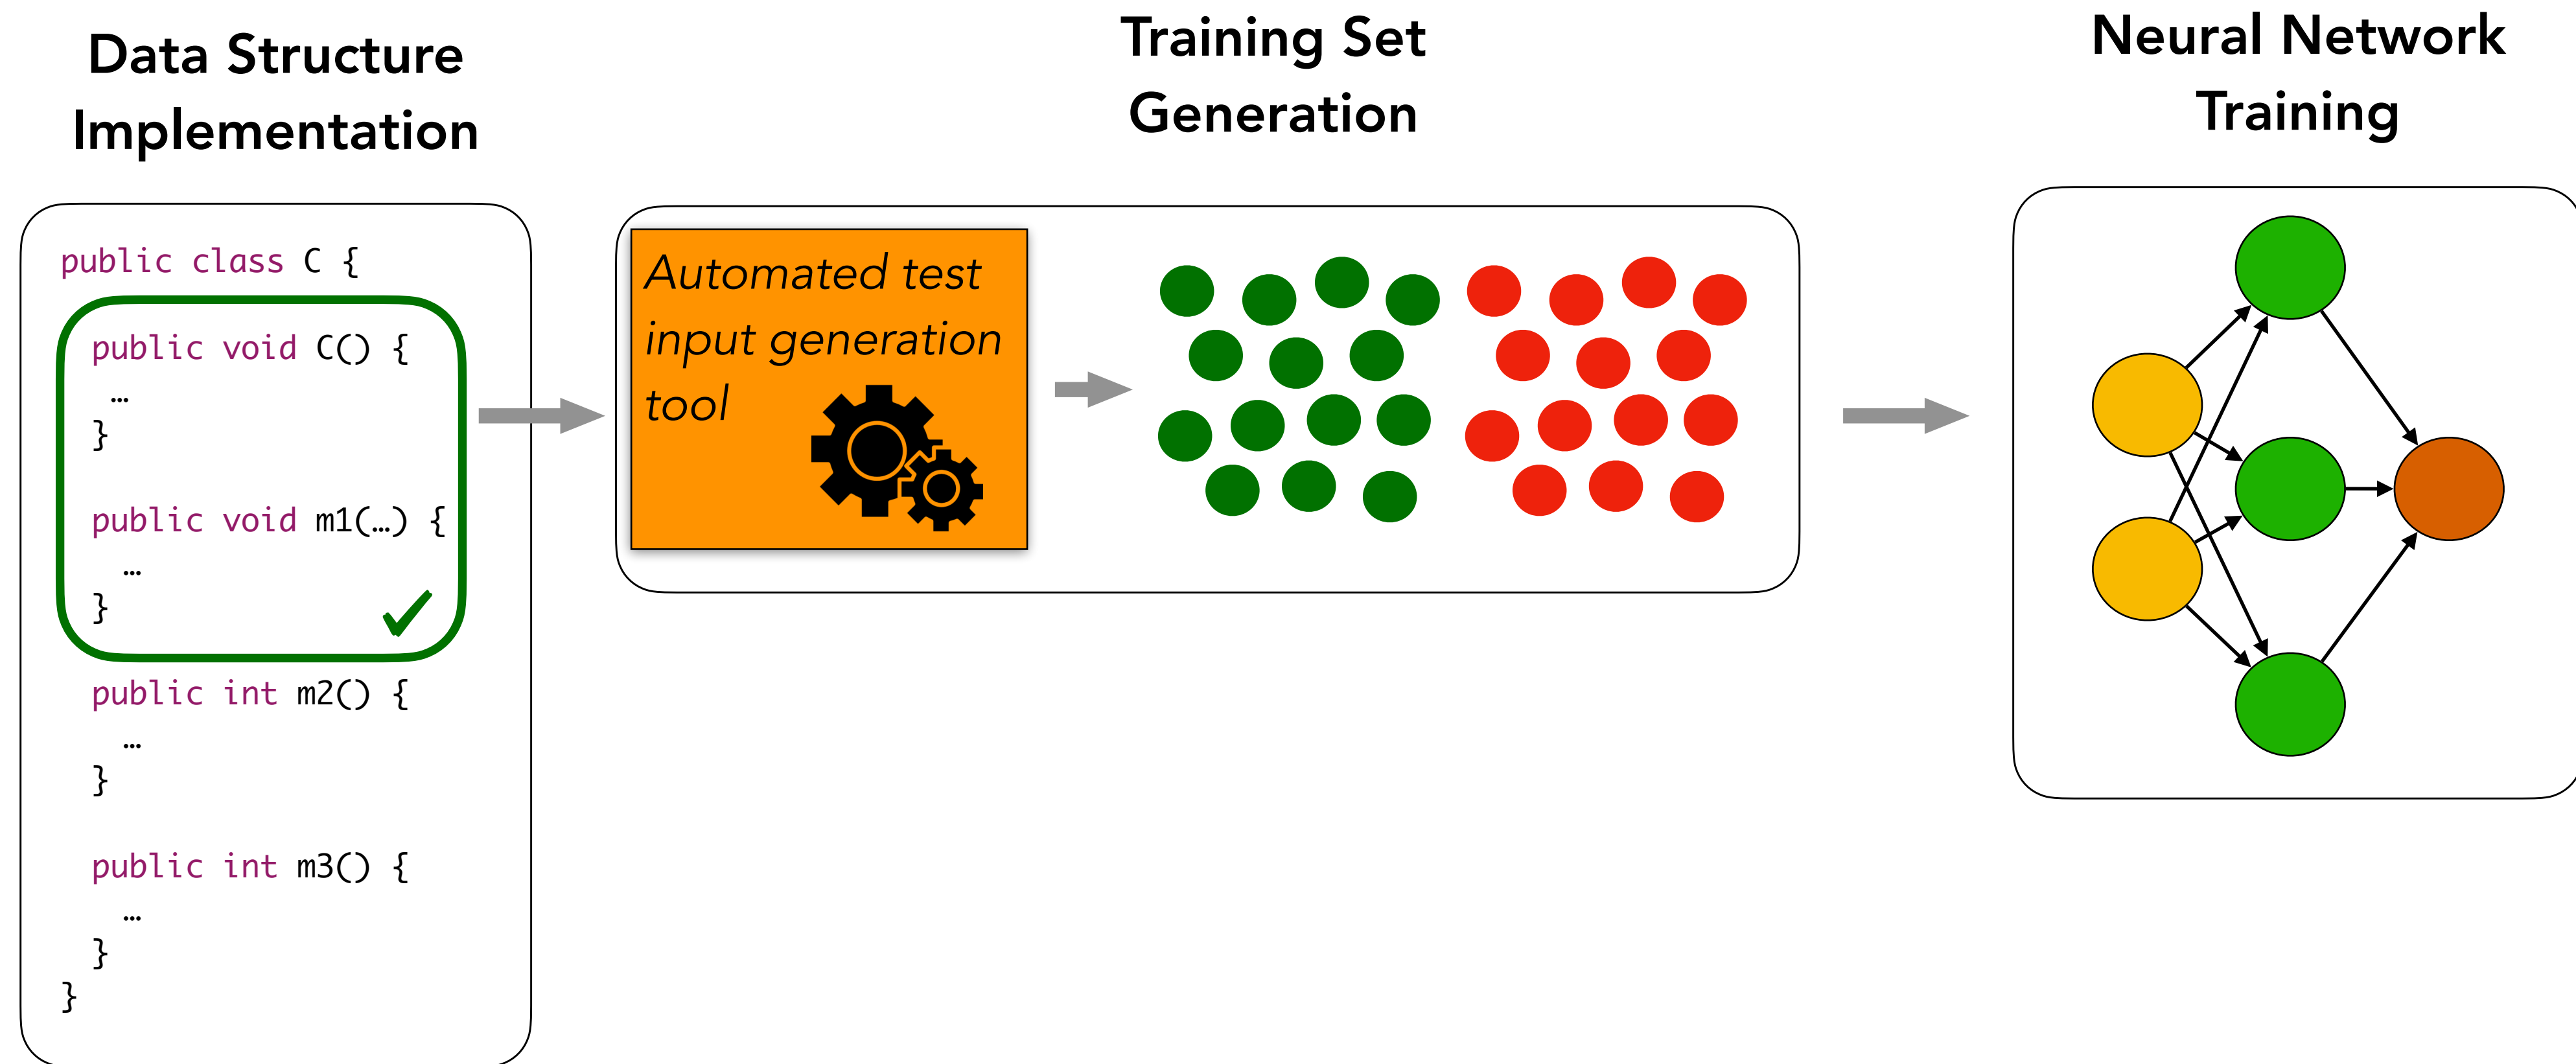 Data Structure
Implementation
Training Set
Generation
Neural Network
Training
public class C {
public void C() {
…
}
public void m1(…) {
…
}
public int m2() {
…
}
public int m3() {
…
}
}
Automated test
input generation
tool